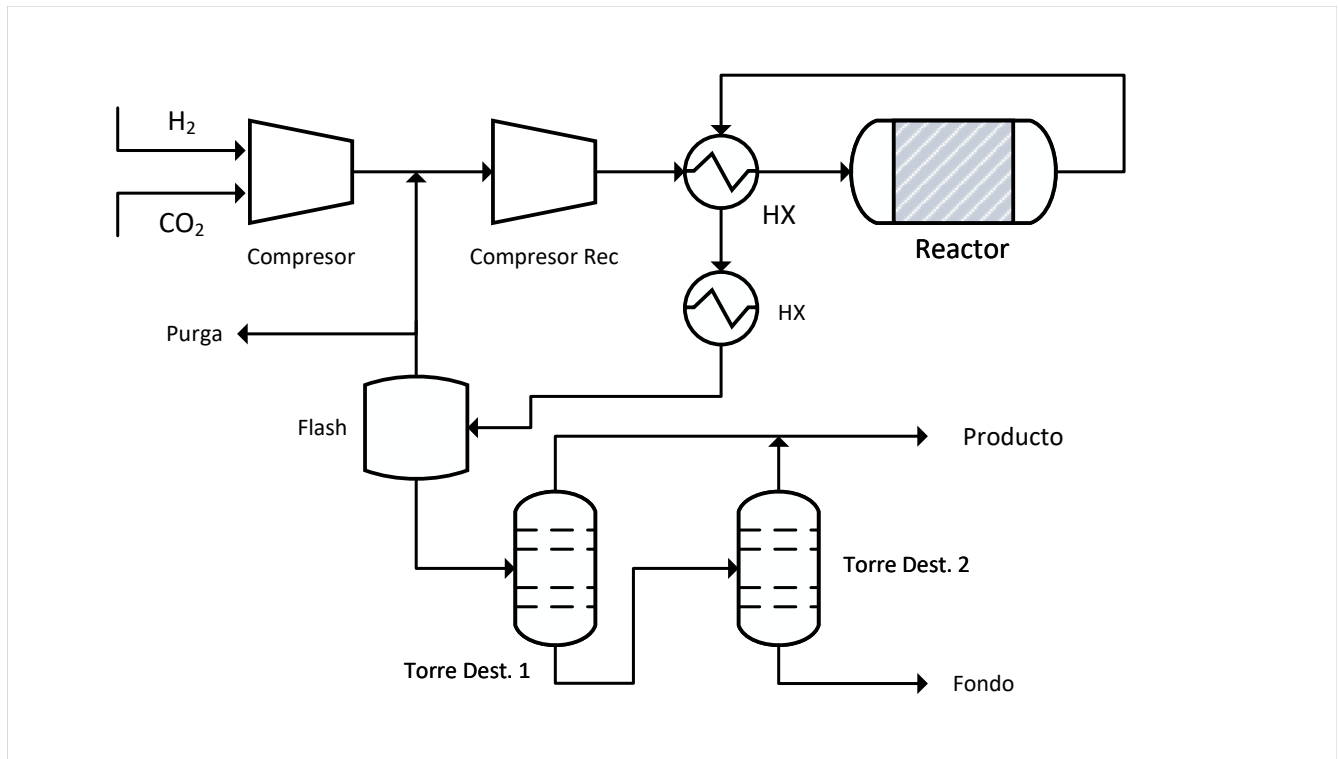 H₂
CO₂
Compresor
Compresor Rec
HX
Reactor
HX
Purga
Flash
Producto
Torre Dest. 2
Torre Dest. 1
Fondo